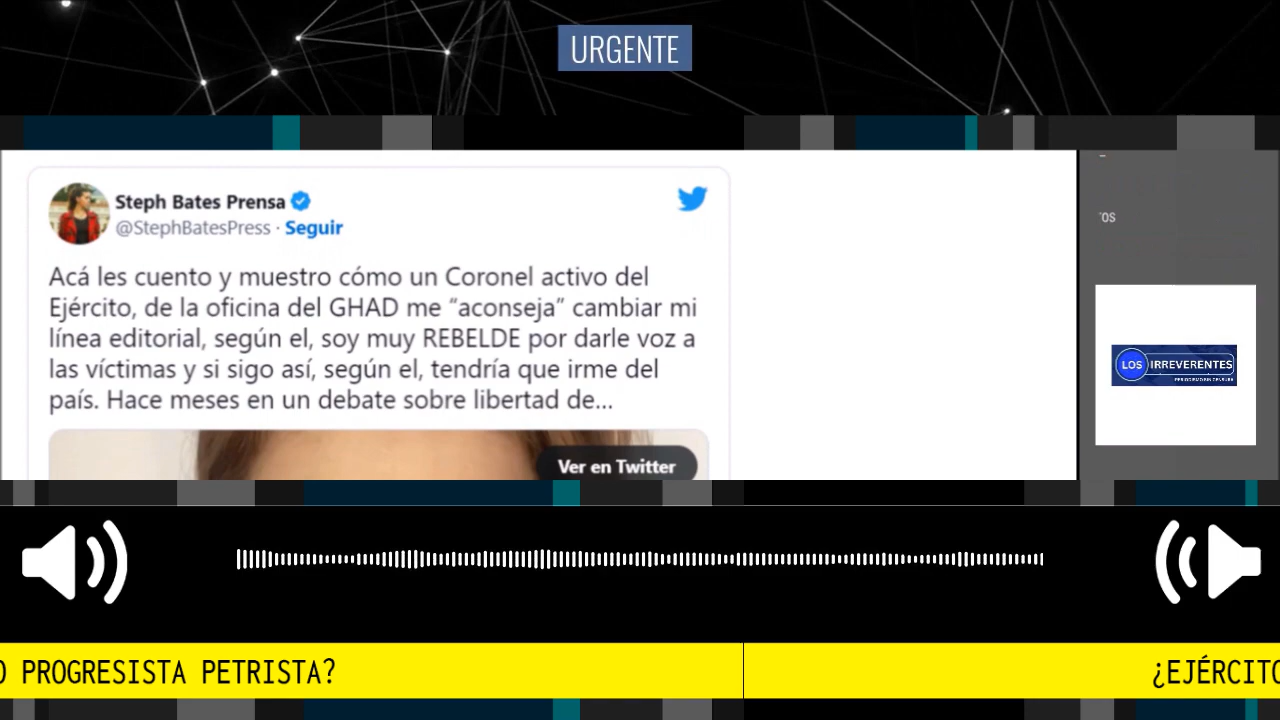 URGENTE
Steph Bates Prensa
@StephBatesPress · Seguir
Acá les cuento y muestro cómo un Coronel activo del
Ejército, de la oficina del GHAD me “aconseja” cambiar mi
línea editorial, según el, soy muy REBELDE por darle voz a
las víctimas y si sigo así, según el, tendría que irme del
país. Hace meses en un debate sobre libertad de...
Ver en Twitter
LOS IRREVERENTES
PERIODISMO SIN CENSURA
O PROGRESISTA PETRISTA?
¿EJÉRCITO